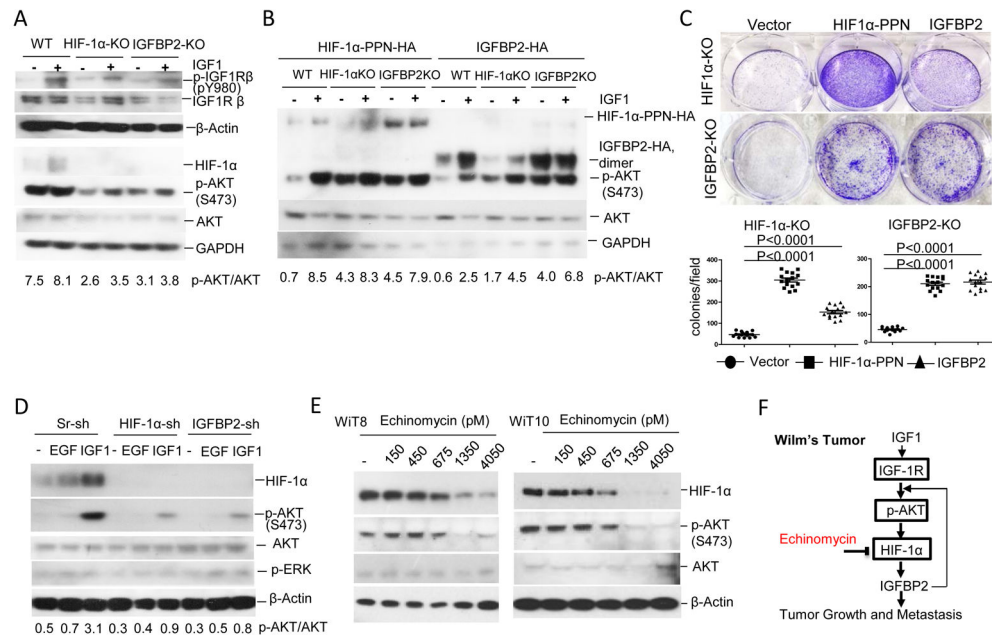 A
WT HIF-1α-KO IGFBP2-KO
- + - + - + IGF1
p-IGF1Rβ
(pY980)
IGF1R β
β-Actin
HIF-1α
p-AKT
(S473)
AKT
GAPDH
7.5 8.1 2.6 3.5 3.1 3.8 p-AKT/AKT
B
HIF-1α-PPN-HA IGFBP2-HA
WT HIF-1αKO IGFBP2KO WT HIF-1αKO IGFBP2KO
- + - + - + - + - + - + IGF1
HIF-1α-PPN-HA
IGFBP2-HA,
dimer
p-AKT
(S473)
AKT
GAPDH
0.7 8.5 4.3 8.3 4.5 7.9 0.6 2.5 1.7 4.5 4.0 6.8 p-AKT/AKT
C
Vector HIF1α-PPN IGFBP2
HIF1α-KO
IGFBP2-KO
HIF-1α-KO
P<0.0001
P<0.0001
colonies/field
400
300
200
100
0
IGFBP2-KO
P<0.0001
P<0.0001
300
200
100
0
Vector HIF-1α-PPN IGFBP2
D
Sr-sh HIF-1α-sh IGFBP2-sh
- EGF IGF1 - EGF IGF1 - EGF IGF1
HIF-1α
p-AKT
(S473)
AKT
p-ERK
β-Actin
0.5 0.7 3.1 0.3 0.4 0.9 0.3 0.5 0.8 p-AKT/AKT
E
WiT8 Echinomycin (pM) WiT10 Echinomycin (pM)
- 150 450 675 1350 4050 - 150 450 675 1350 4050
HIF-1α
p-AKT
(S473)
AKT
β-Actin
F
Wilm's Tumor
IGF1
IGF-1R
p-AKT
Echinomycin
HIF-1α
IGFBP2
Tumor Growth and Metastasis